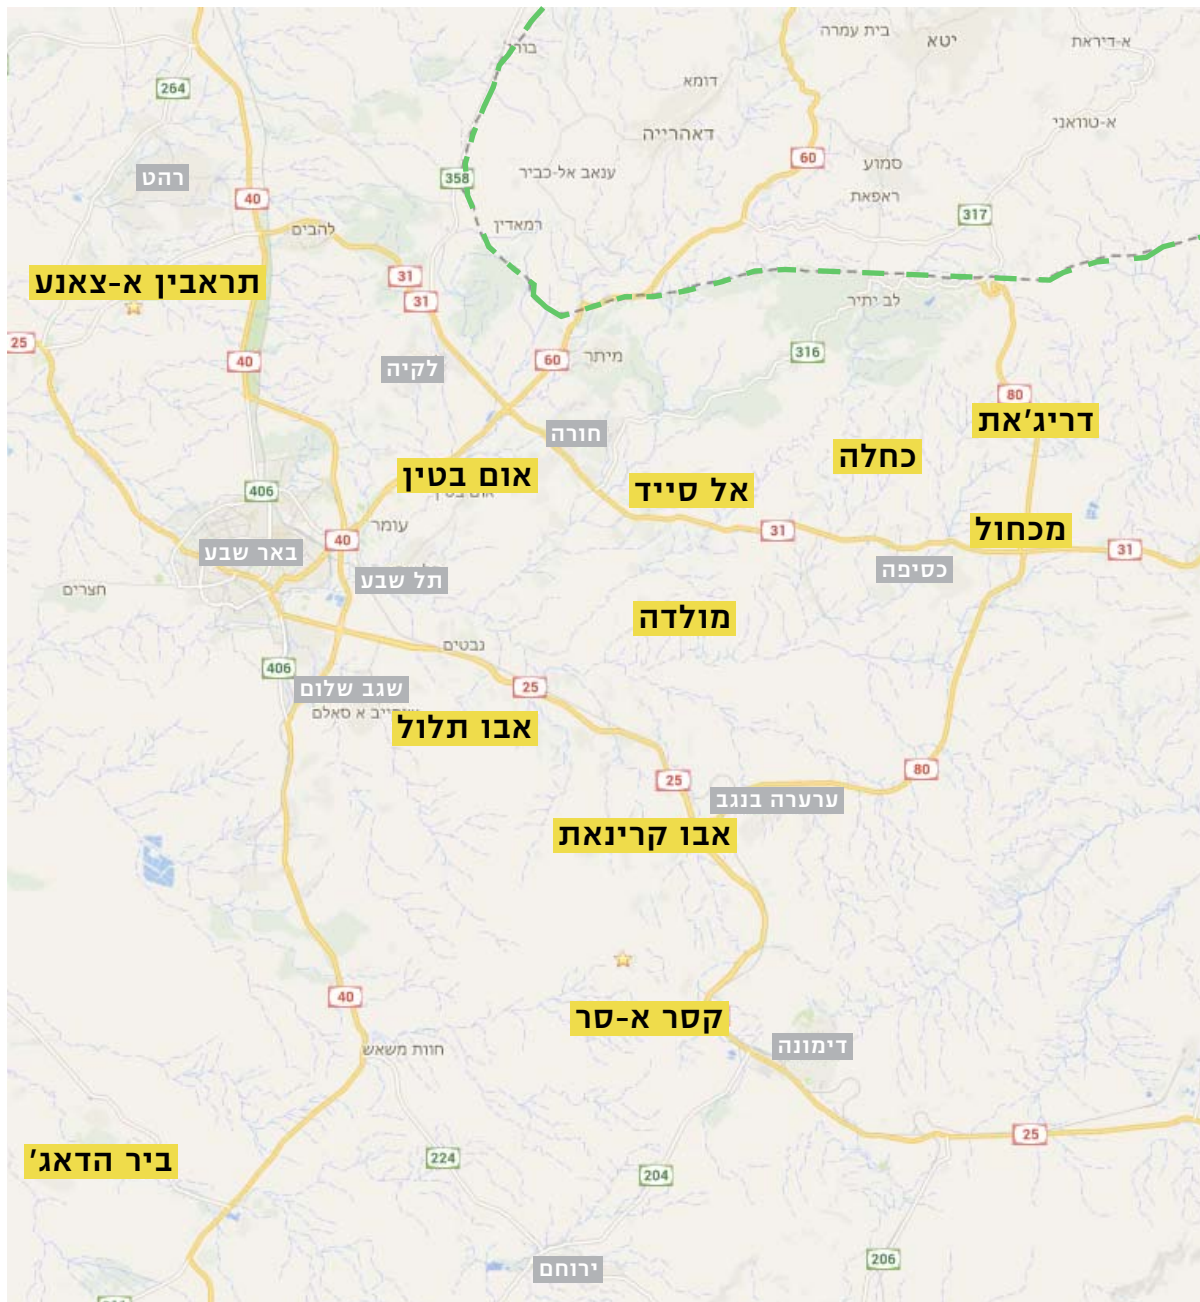 בית עמרה
יטא
א-דיראת
דומא
264
א-טוואני
דאהרייה
60
סמוע
ענאב אל-כביר
358
רהט
40
ראפאת
317
רמאדין
להבים
31
תראבין א-צאנע
31
לב יתיר
25
316
מיתר
60
40
לקיה
80
דריג'את
חורה
כחלה
אום בטין
אל סייד
406
עומר
מכחול
31
40
באר שבע
31
כסיפה
תל שבע
חצרים
מולדה
נבטים
406
שגב שלום
25
אבו תלול
80
25
ערערה בנגב
אבו קרינאת
40
קסר א-סר
דימונה
חוות משאש
25
224
ביר הדאג'
204
206
ירוחם